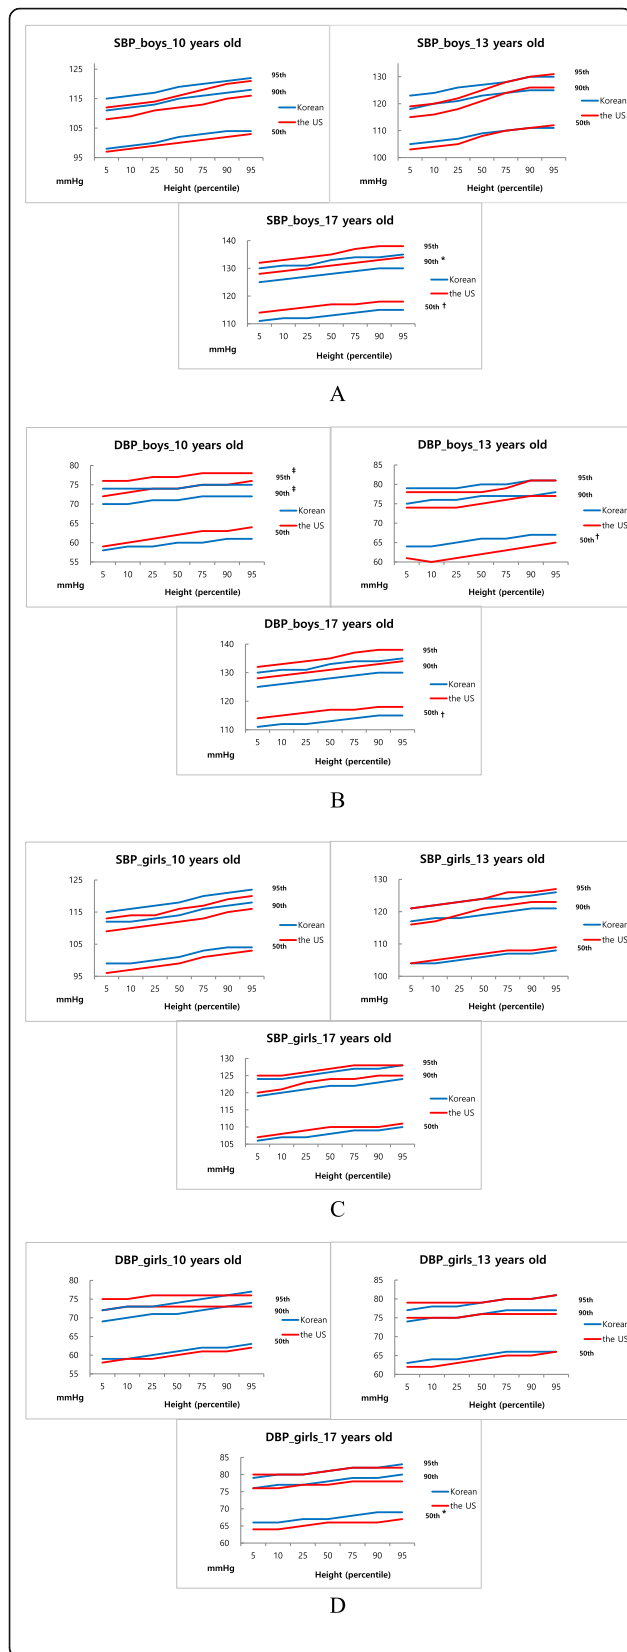 SBP_boys_10 years old
125
115
105
95
5 10 25 50 75 90 95
mmHg
Height (percentile)
95th
90th
50th
Korean
the US
SBP_boys_13 years old
130
120
110
100
5 10 25 50 75 90 95
mmHg
Height (percentile)
95th
90th
50th
Korean
the US
SBP_boys_17 years old
140
130
120
110
5 10 25 50 75 90 95
mmHg
Height (percentile)
95th
90th *
Korean
the US
50th †
A
DBP_boys_10 years old
80
75
70
65
60
55
5 10 25 50 75 90 95
mmHg
Height (percentile)
95th ‡
90th ‡
Korean
the US
50th
DBP_boys_13 years old
85
80
75
70
65
60
5 10 25 50 75 90 95
mmHg
Height (percentile)
95th
90th
Korean
the US
50th †
DBP_boys_17 years old
140
130
120
110
5 10 25 50 75 90 95
mmHg
Height (percentile)
95th
90th
Korean
the US
50th †
B
SBP_girls_10 years old
125
115
105
95
5 10 25 50 75 90 95
mmHg
Height (percentile)
95th
90th
Korean
the US
50th
SBP_girls_13 years old
130
120
110
100
5 10 25 50 75 90 95
mmHg
Height (percentile)
95th
90th
Korean
the US
50th
SBP_girls_17 years old
130
125
120
115
110
105
5 10 25 50 75 90 95
mmHg
Height (percentile)
95th
90th
Korean
the US
50th
C
DBP_girls_10 years old
80
75
70
65
60
55
5 10 25 50 75 90 95
mmHg
Height (percentile)
95th
90th
Korean
the US
50th
DBP_girls_13 years old
85
80
75
70
65
60
5 10 25 50 75 90 95
mmHg
Height (percentile)
95th
90th
Korean
the US
50th
DBP_girls_17 years old
85
80
75
70
65
60
5 10 25 50 75 90 95
mmHg
Height (percentile)
95th
90th
Korean
the US
50th *
D